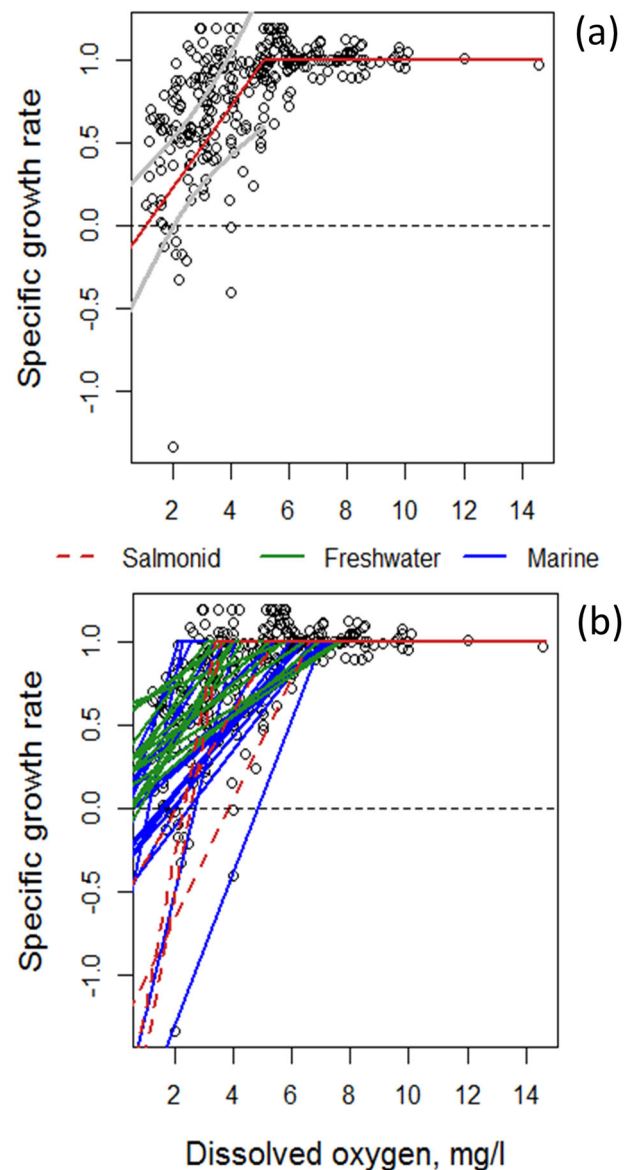 (a)
Specific growth rate
1.0
0.5
0.0
-0.5
-1.0
2 4 6 8 10 12 14
Salmonid Freshwater Marine
(b)
Specific growth rate
1.0
0.5
0.0
-0.5
-1.0
2 4 6 8 10 12 14
Dissolved oxygen, mg/l